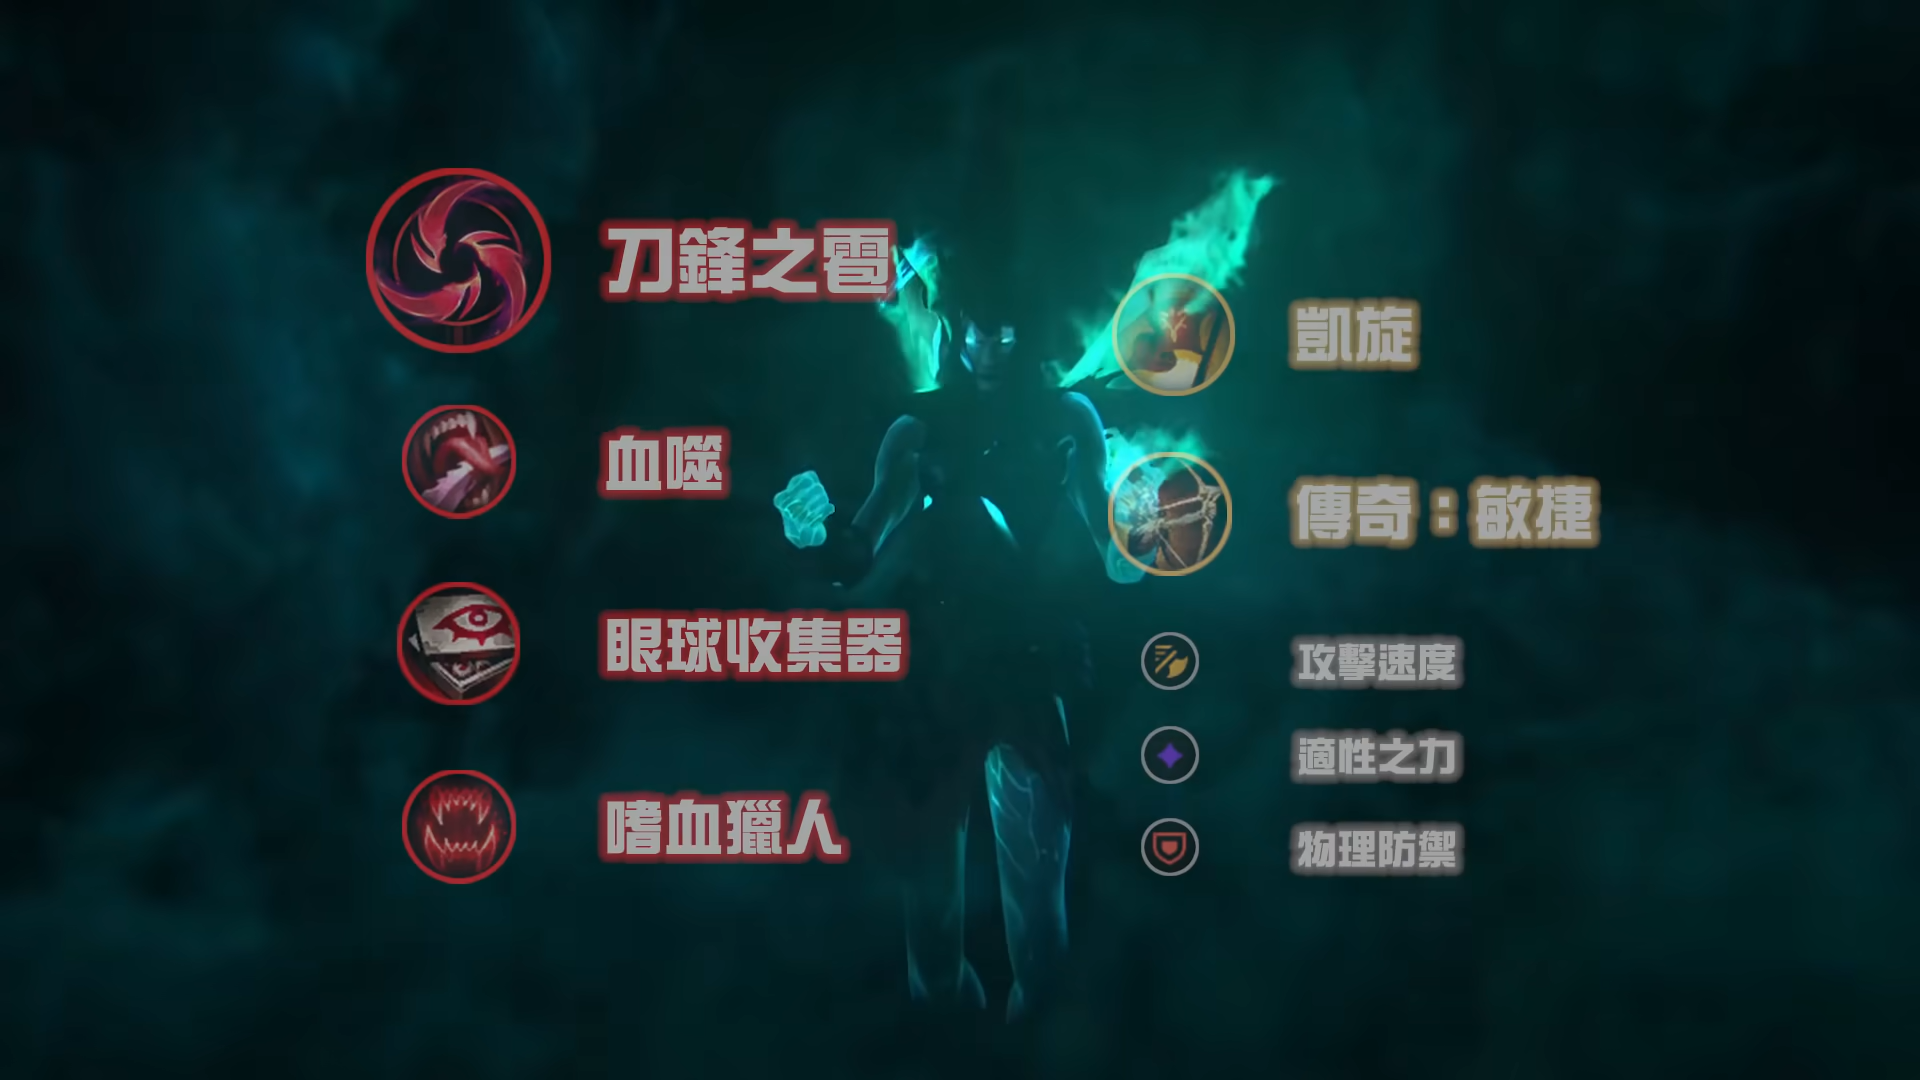 刀鋒之雹
血噬
眼球收集器
嗜血獵人
凱旋
傳奇：敏捷
攻擊速度
適性之力
物理防禦